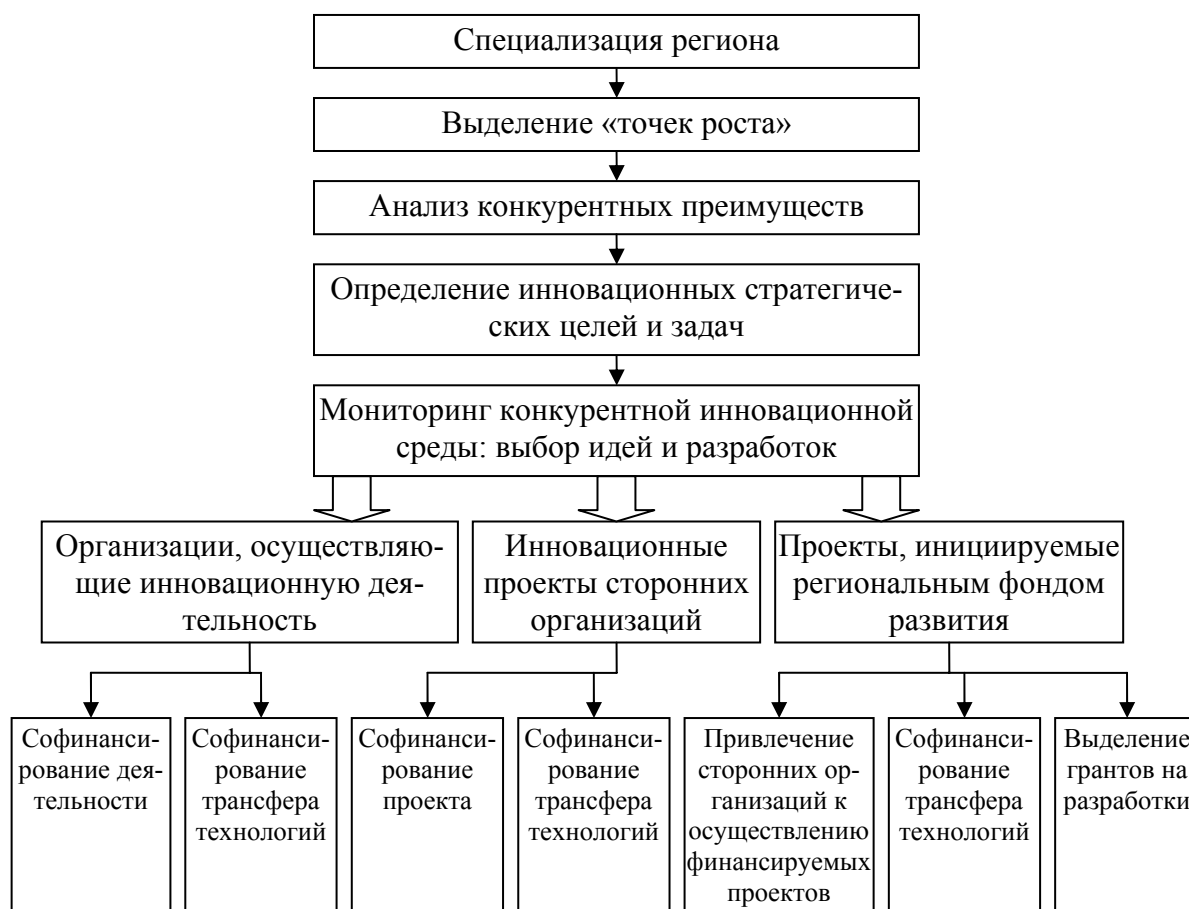 Специализация региона
Выделение «точек роста»
Анализ конкурентных преимуществ
Определение инновационных стратегиче-
ских целей и задач
Мониторинг конкурентной инновационной
среды: выбор идей и разработок
Организации, осуществляю-
щие инновационную дея-
тельность
Инновационные
проекты сторонних
организаций
Проекты, инициируемые
региональным фондом
развития
Софинанси-
рование дея-
тельности
Софинанси-
рование
трансфера
технологий
Софинанси-
рование
проекта
Софинанси-
рование
трансфера
технологий
Привлечение
сторонних ор-
ганизаций к
осуществлению
финансируемых
проектов
Софинанси-
рование
трансфера
технологий
Выделение
грантов на
разработки